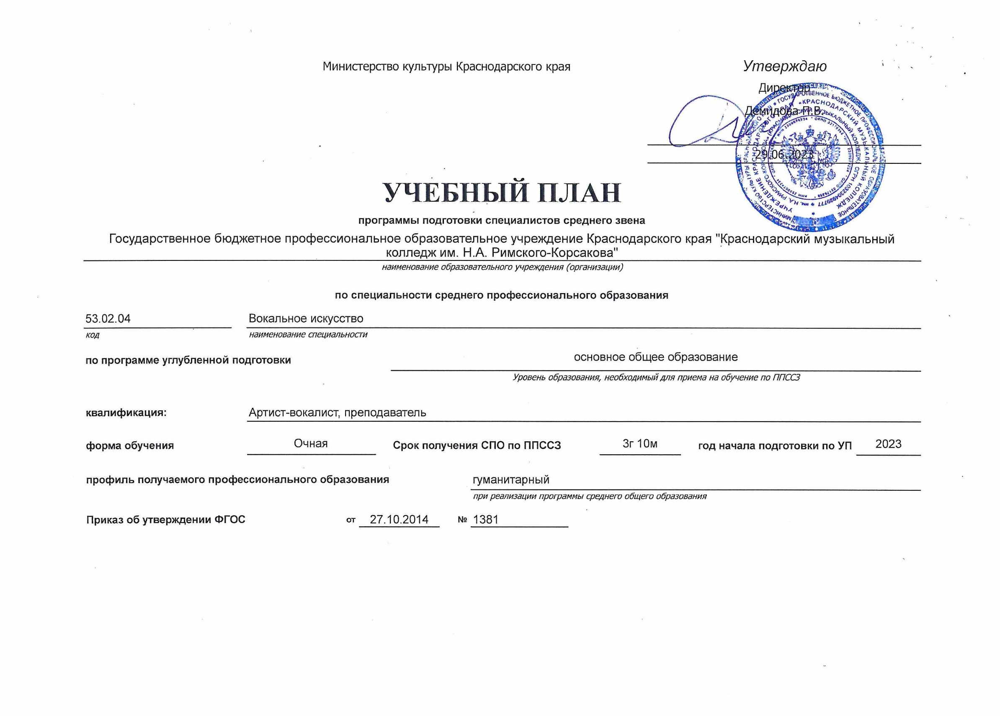 Министерство культуры Краснодарского края
Утверждаю
Директор
Демидова П.В.
29.06.2023
УЧЕБНЫЙ ПЛАН
программы подготовки специалистов среднего звена
Государственное бюджетное профессиональное образовательное учреждение Краснодарского края "Краснодарский музыкальный
колледж им. Н.А. Римского-Корсакова"
наименование образовательного учреждения (организации)
по специальности среднего профессионального образования
53.02.04 Вокальное искусство
код наименование специальности
по программе углубленной подготовки основное общее образование
Уровень образования, необходимый для приема на обучение по ППССЗ
квалификация: Артист-вокалист, преподаватель
форма обучения Очная Срок получения СПО по ППССЗ 3г 10м год начала подготовки по УП 2023
профиль получаемого профессионального образования гуманитарный
при реализации программы среднего общего образования
Приказ об утверждении ФГОС от 27.10.2014 № 1381